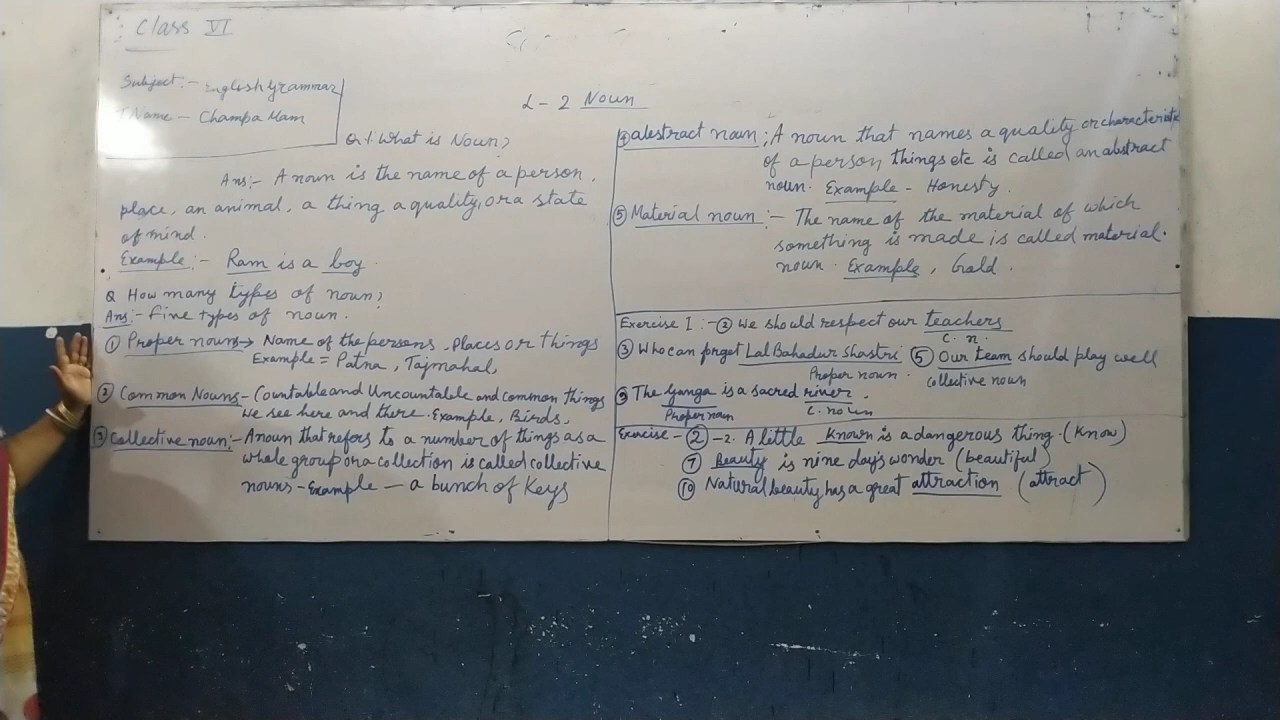 Class VI
Subject:- English Grammar
T Name - Champa Mam
L-2 Noun
Q.1 What is Noun?
Ans:- A noun is the name of a person,
place, an animal, a thing a quality, or a state
of mind.
Example:- Ram is a boy.
Q How many types of noun?
Ans:- Five types of noun.
① Proper nouns → Name of the persons, Places or things
Example = Patna, Tajmahal,
② Common Nouns - Countable and Uncountable and common things
we see here and there. Example, Birds,
③ Collective noun:- A noun that refers to a number of things as a
whole group or a collection is called collective
nouns - Example - a bunch of Keys
④ abstract noun; A noun that names a quality or characteristic
of a person, things etc is called an abstract
noun. Example - Honesty.
⑤ Material noun:- The name of the material of which
something is made is called material.
noun. Example, Gold.
Exercise I:- ② We should respect our teachers
C. n.
③ Who can forget Lal Bahadur Shastri ⑤ Our team should play well
Proper noun. collective noun
⑨ The Ganga is a sacred river.
Proper noun C. noun
Exercise - ② -2. A little Known is a dangerous thing. (Know)
⑦ Beauty is nine day's wonder (beautiful)
⑩ Natural beauty has a great attraction (attract)